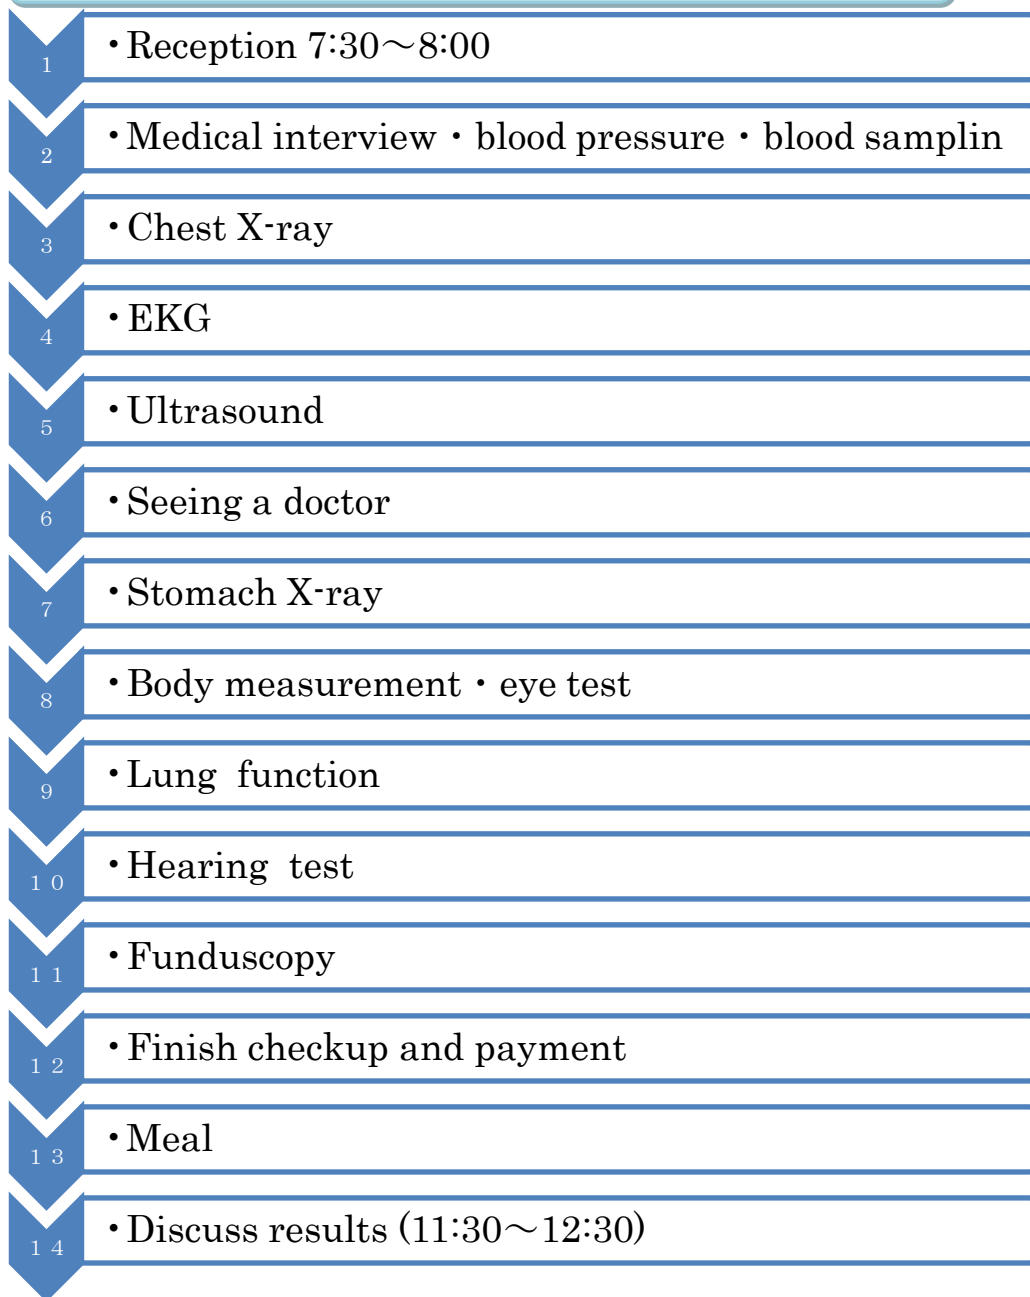 1
・Reception 7:30～8:00
2
・Medical interview・blood pressure・blood samplin
3
・Chest X-ray
4
・EKG
5
・Ultrasound
6
・Seeing a doctor
7
・Stomach X-ray
8
・Body measurement・eye test
9
・Lung function
10
・Hearing test
11
・Funduscopy
12
・Finish checkup and payment
13
・Meal
14
・Discuss results (11:30～12:30)